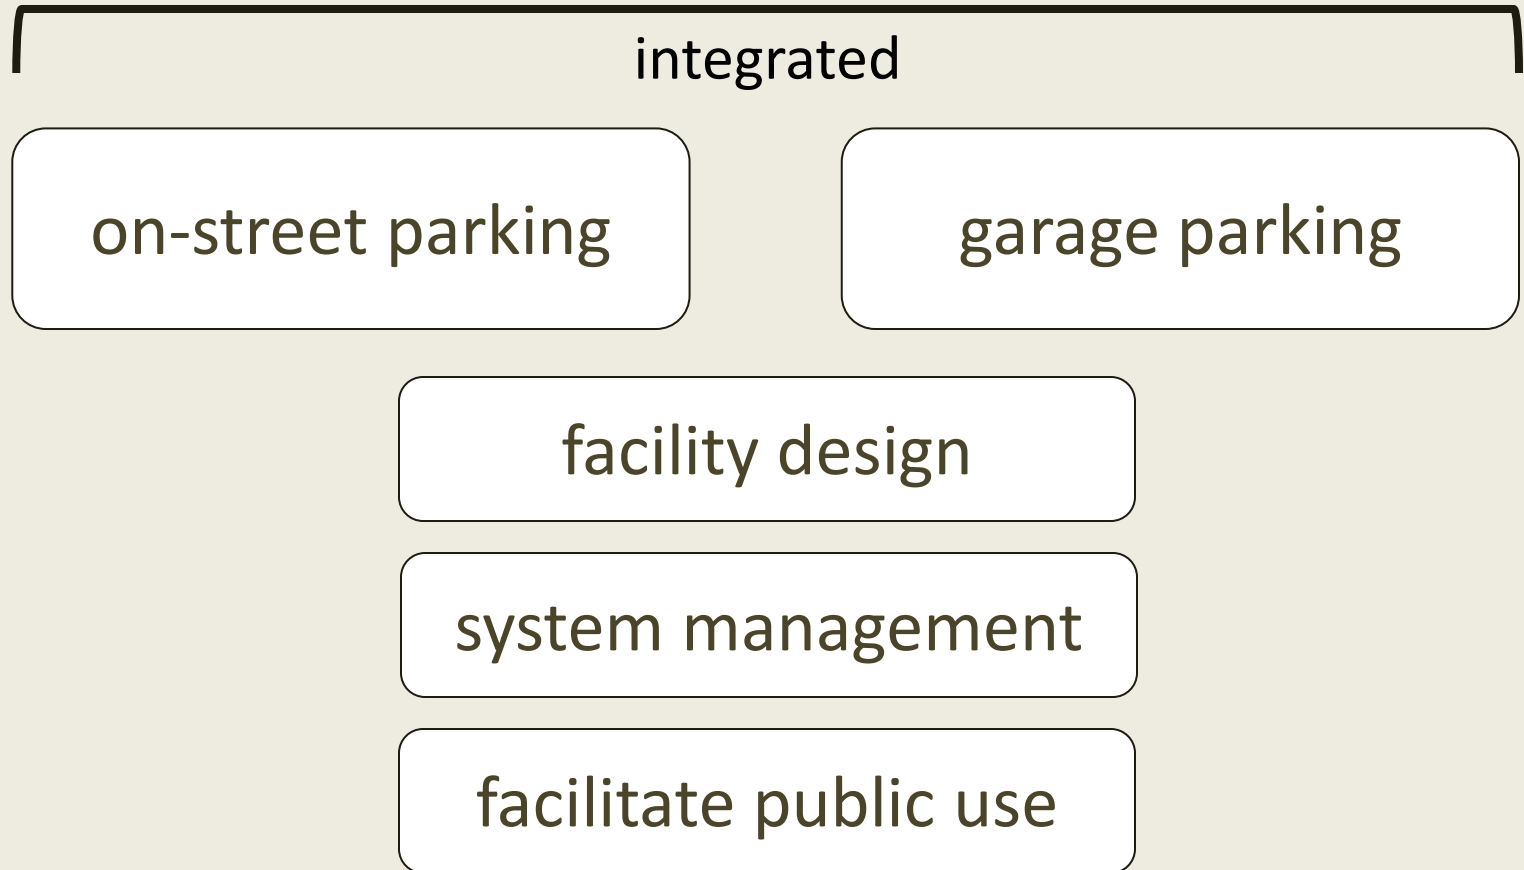 integrated
on-street parking
garage parking
facility design
system management
facilitate public use